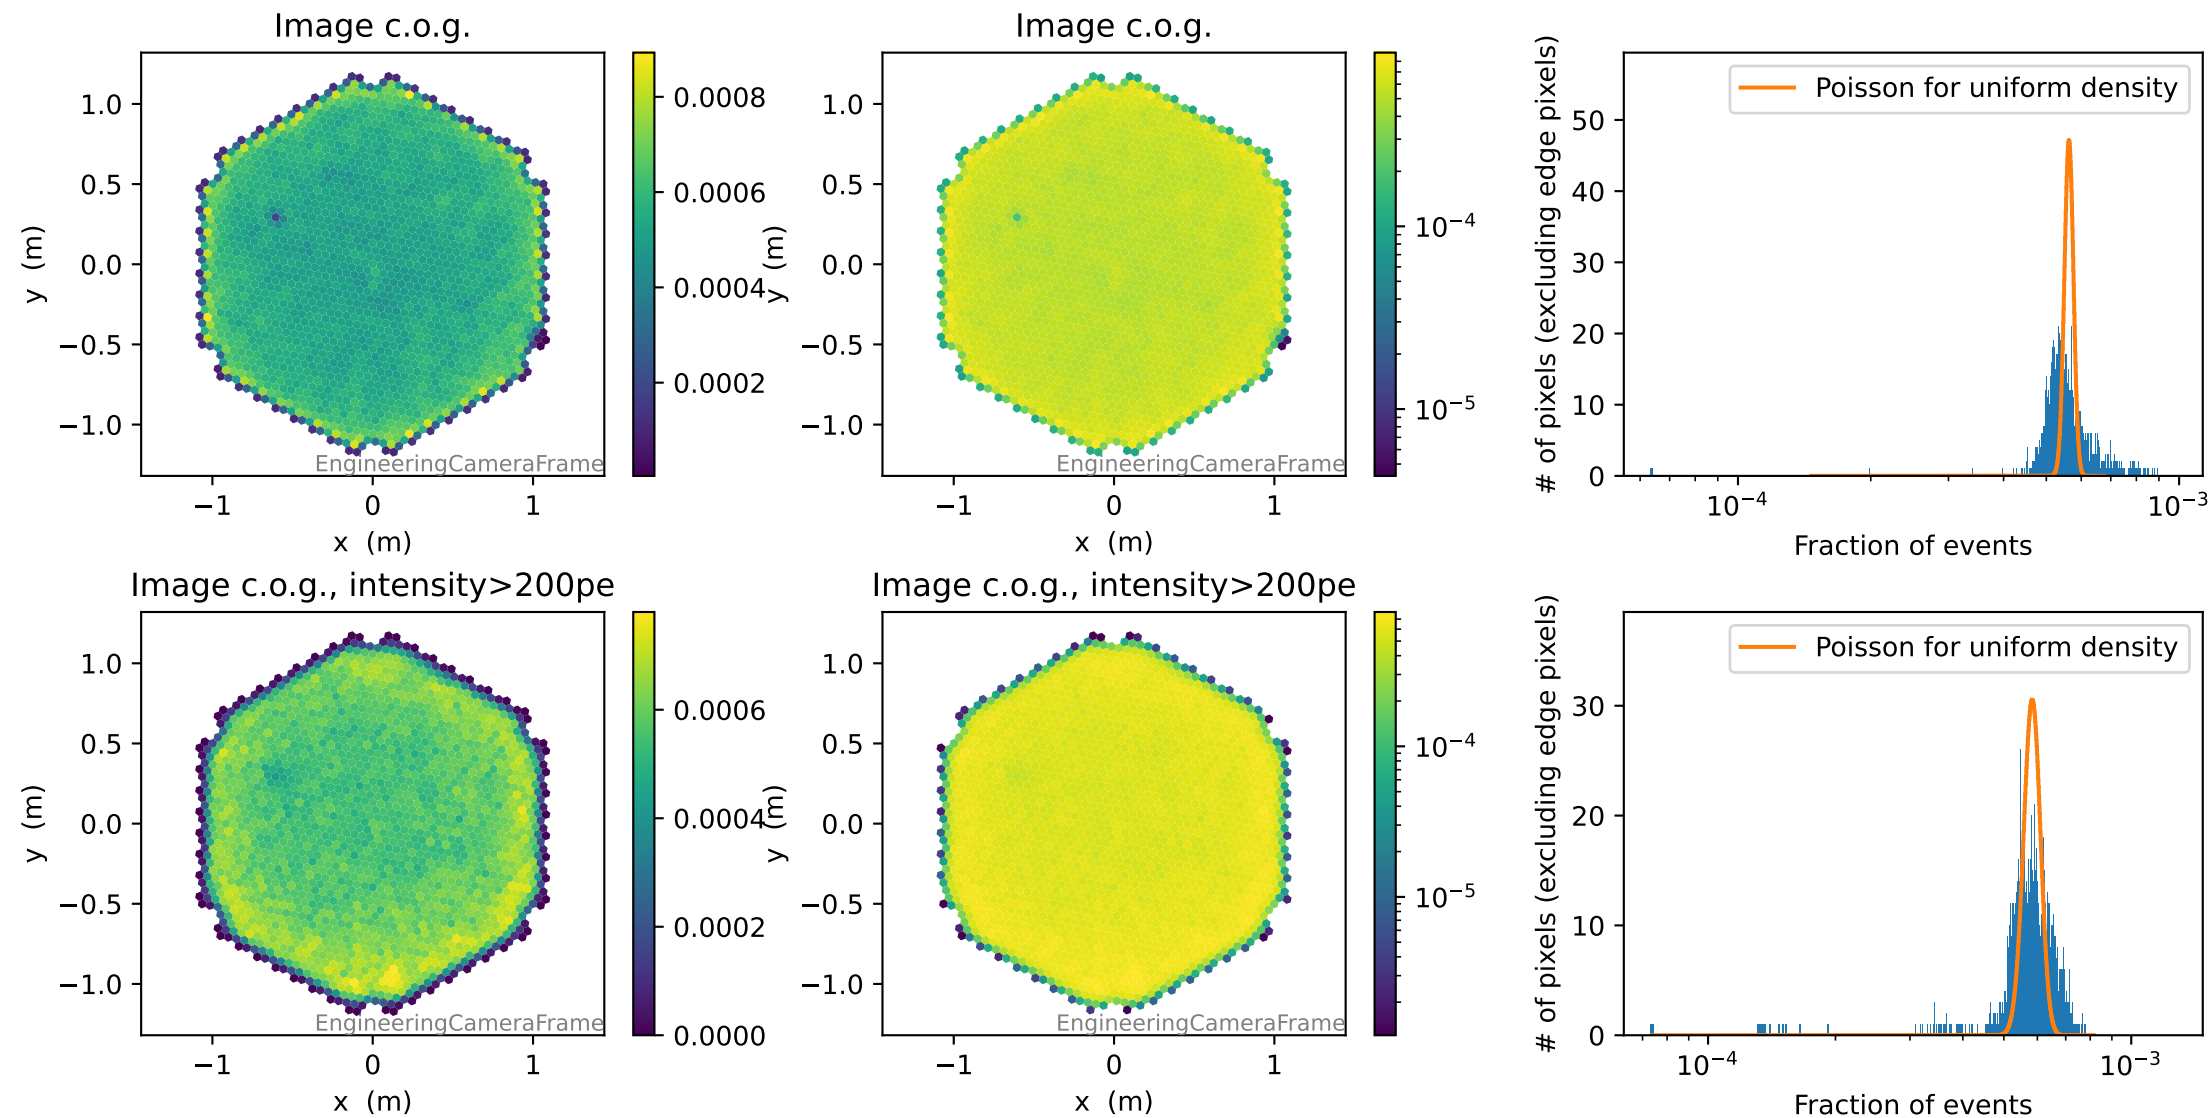 Image c.o.g.
1.0
0.5
0.0
−0.5
−1.0
y (m)
−1
0
1
x (m)
EngineeringCameraFrame
0.0008
0.0006
0.0004
0.0002
Image c.o.g.
1.0
0.5
0.0
−0.5
−1.0
y (m)
−1
0
1
x (m)
EngineeringCameraFrame
10⁻⁴
10⁻⁵
# of pixels (excluding edge pixels)
50
40
30
20
10
0
Poisson for uniform density
10⁻⁴
10⁻³
Fraction of events
Image c.o.g., intensity>200pe
1.0
0.5
0.0
−0.5
−1.0
y (m)
−1
0
1
x (m)
EngineeringCameraFrame
0.0006
0.0004
0.0002
0.0000
Image c.o.g., intensity>200pe
1.0
0.5
0.0
−0.5
−1.0
y (m)
−1
0
1
x (m)
EngineeringCameraFrame
10⁻⁴
10⁻⁵
# of pixels (excluding edge pixels)
30
20
10
0
Poisson for uniform density
10⁻⁴
10⁻³
Fraction of events